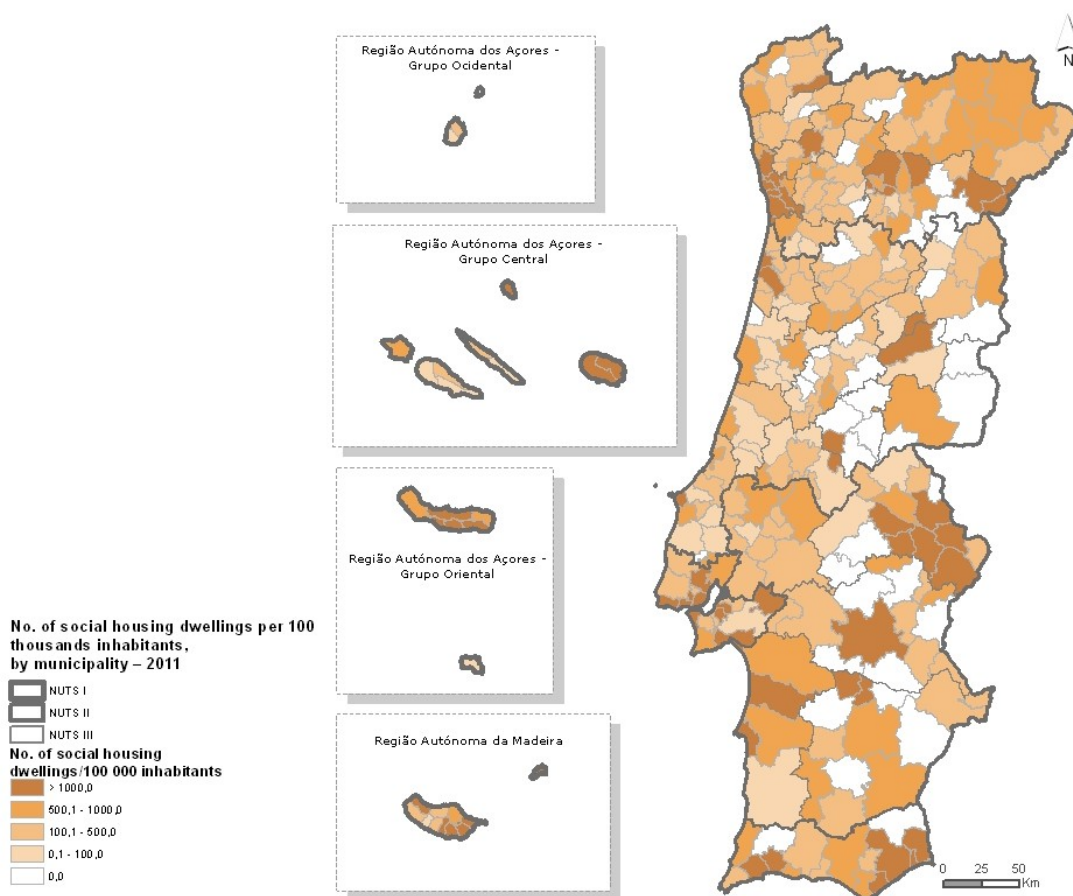 Região Autónoma dos Açores -
Grupo Ocidental
N
Região Autónoma dos Açores -
Grupo Central
Região Autónoma dos Açores -
Grupo Oriental
No. of social housing dwellings per 100
thousands inhabitants,
by municipality – 2011
NUTS I
NUTS II
NUTS III
No. of social housing
dwellings/100 000 inhabitants
> 1000,0
500,1 - 1000,0
100,1 - 500,0
0,1 - 100,0
0,0
Região Autónoma da Madeira
0 25 50
Km